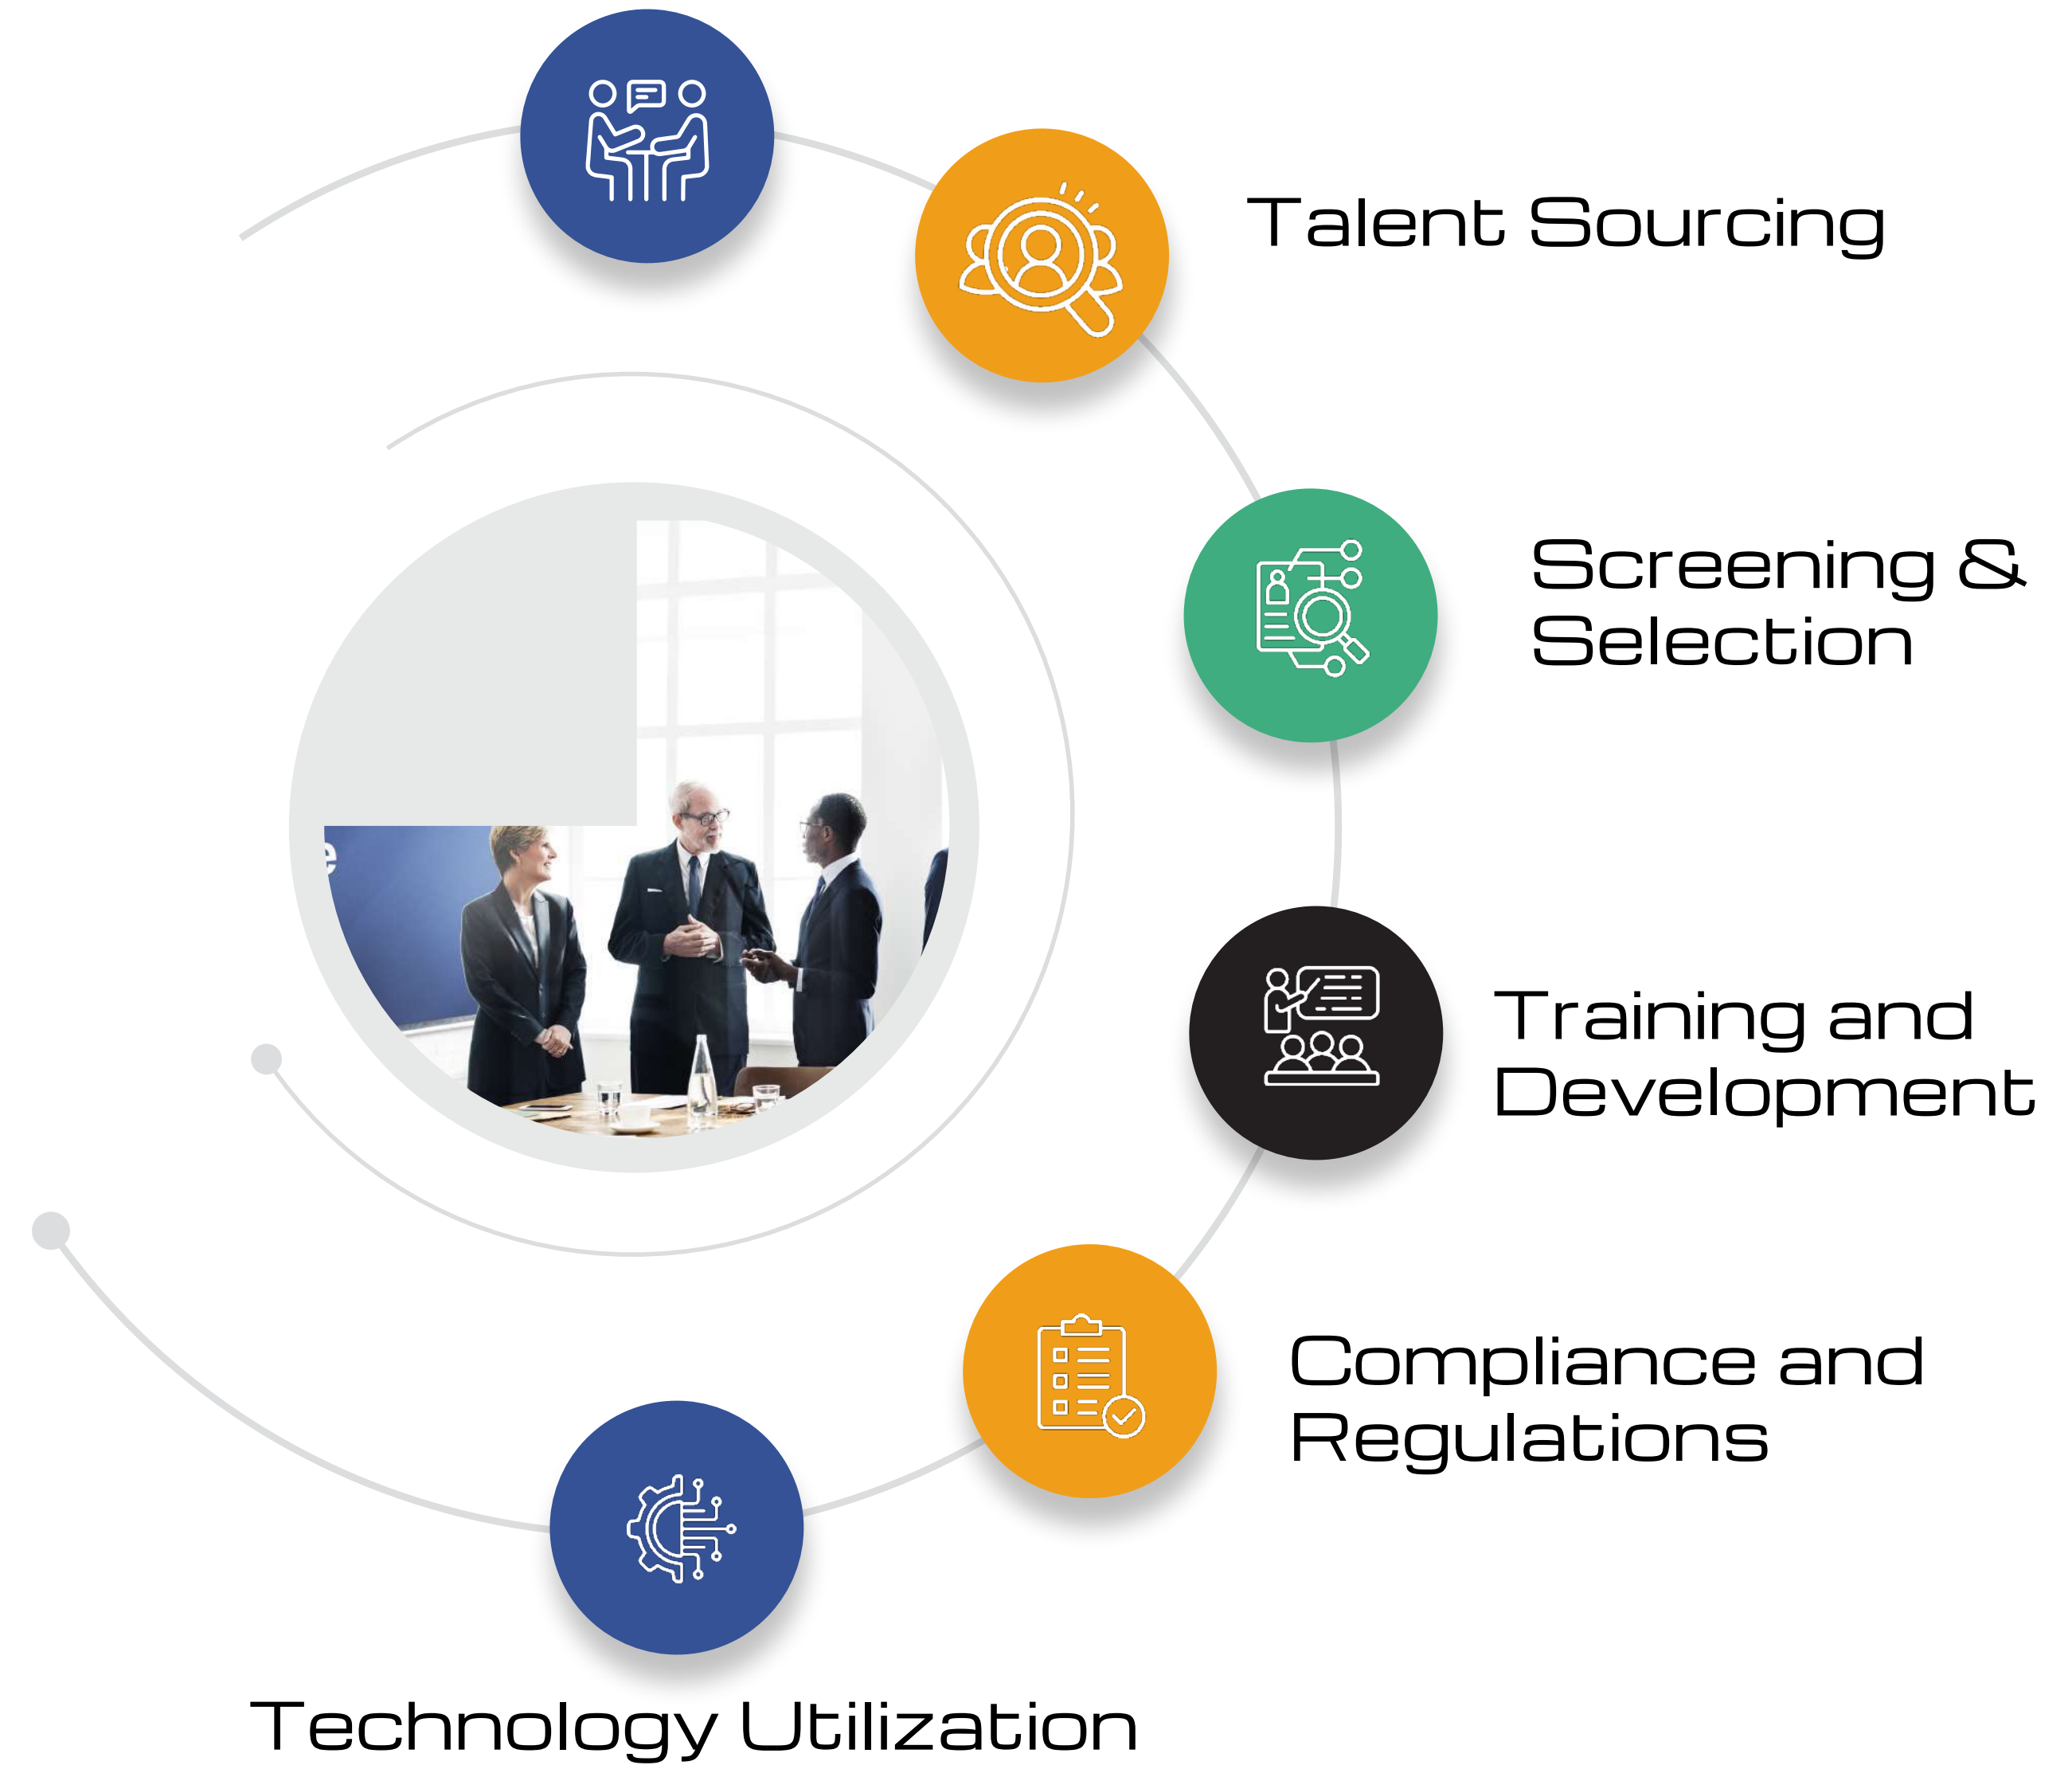 Talent Sourcing
Screening &
Selection
Training and
Development
Compliance and
Regulations
Technology Utilization